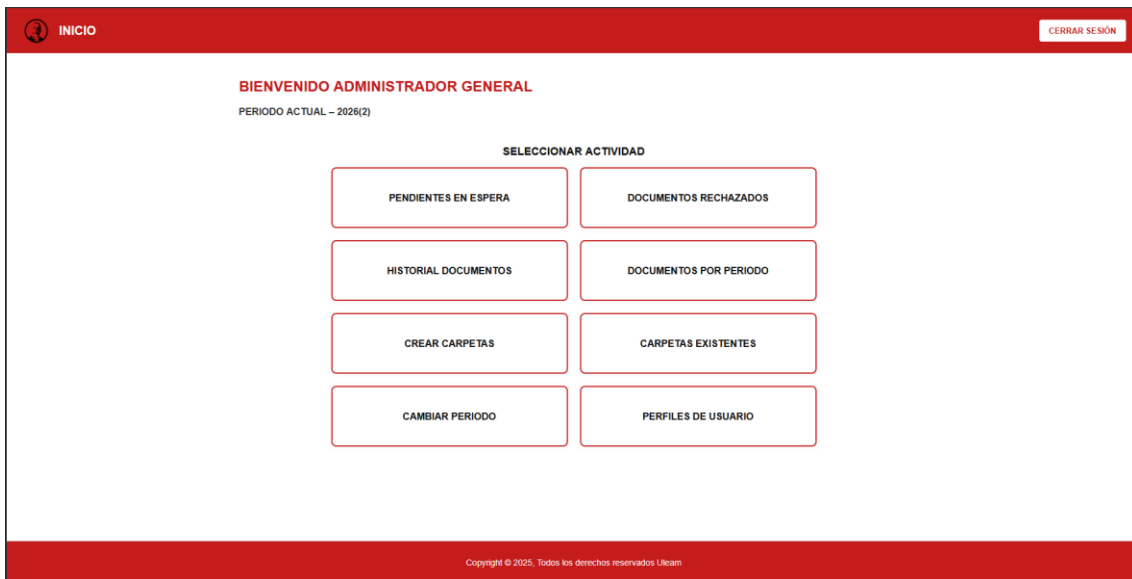 INICIO
CERRAR SESIÓN
BIENVENIDO ADMINISTRADOR GENERAL
PERIODO ACTUAL – 2026(2)
SELECCIONAR ACTIVIDAD
PENDIENTES EN ESPERA
DOCUMENTOS RECHAZADOS
HISTORIAL DOCUMENTOS
DOCUMENTOS POR PERIODO
CREAR CARPETAS
CARPETAS EXISTENTES
CAMBIAR PERIODO
PERFILES DE USUARIO
Copyright © 2025, Todos los derechos reservados Uleam